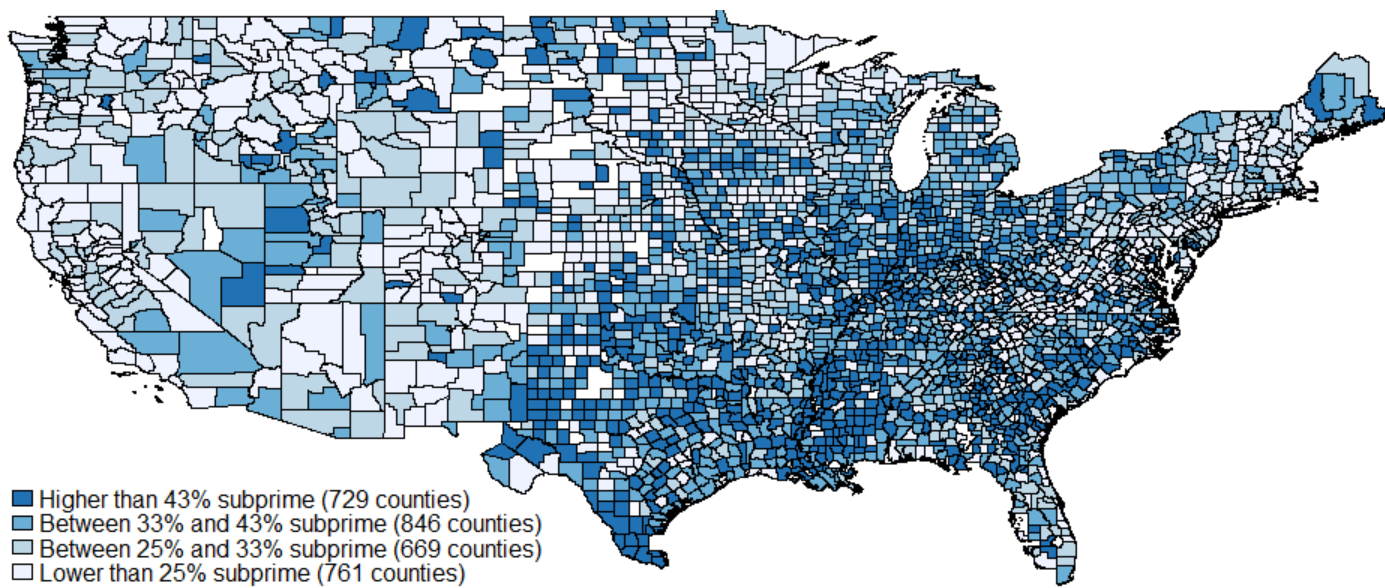 Higher than 43% subprime (729 counties)
Between 33% and 43% subprime (846 counties)
Between 25% and 33% subprime (669 counties)
Lower than 25% subprime (761 counties)